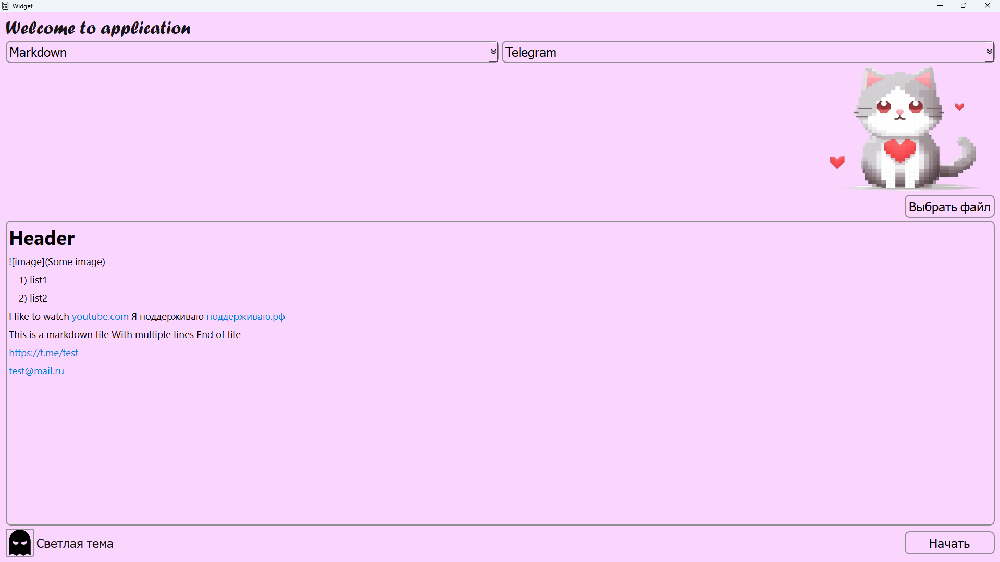 Widget
Welcome to application
Markdown
Telegram
Выбрать файл
Header
![image](Some image)
1) list1
2) list2
I like to watch youtube.com Я поддерживаю поддерживаю.рф
This is a markdown file With multiple lines End of file
https://t.me/test
test@mail.ru
Светлая тема
Начать